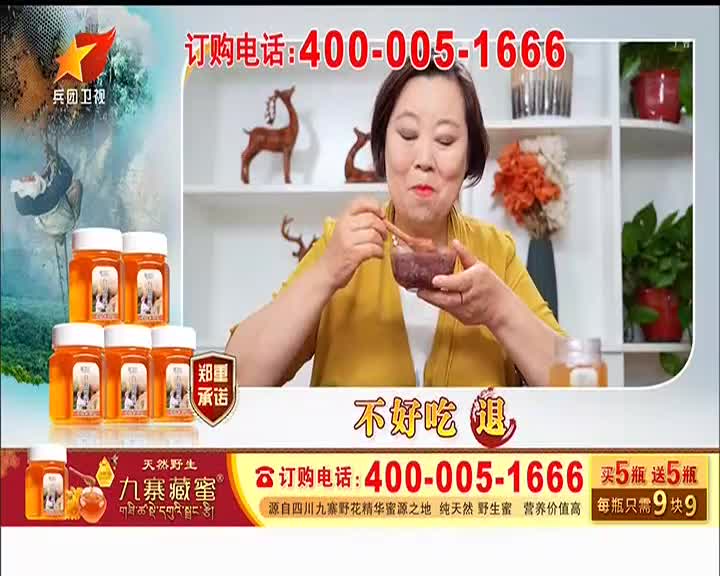 订购电话:400-005-1666
兵团卫视
郑重
承诺
不好吃 退
天然野生
九寨藏蜜®
订购电话:400-005-1666
源自四川九寨野花精华蜜源之地 纯天然 野生蜜 营养价值高
买5瓶 送5瓶
每瓶只需9块9